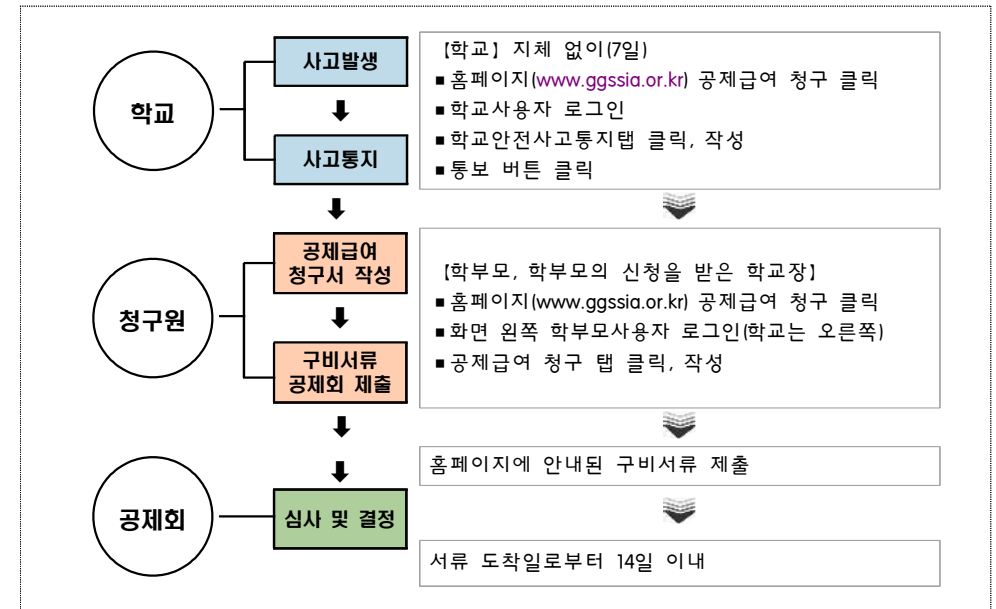 학교
사고발생
사고통지
【학교】 지체 없이(7일)
▪홈페이지(www.ggssia.or.kr) 공제급여 청구 클릭
▪학교사용자 로그인
▪학교안전사고통지탭 클릭, 작성
▪통보 버튼 클릭
청구원
공제급여
청구서 작성
구비서류
공제회 제출
【학부모, 학부모의 신청을 받은 학교장】
▪홈페이지(www.ggssia.or.kr) 공제급여 청구 클릭
▪화면 왼쪽 학부모사용자 로그인(학교는 오른쪽)
▪공제급여 청구 탭 클릭, 작성
홈페이지에 안내된 구비서류 제출
공제회
심사 및 결정
서류 도착일로부터 14일 이내